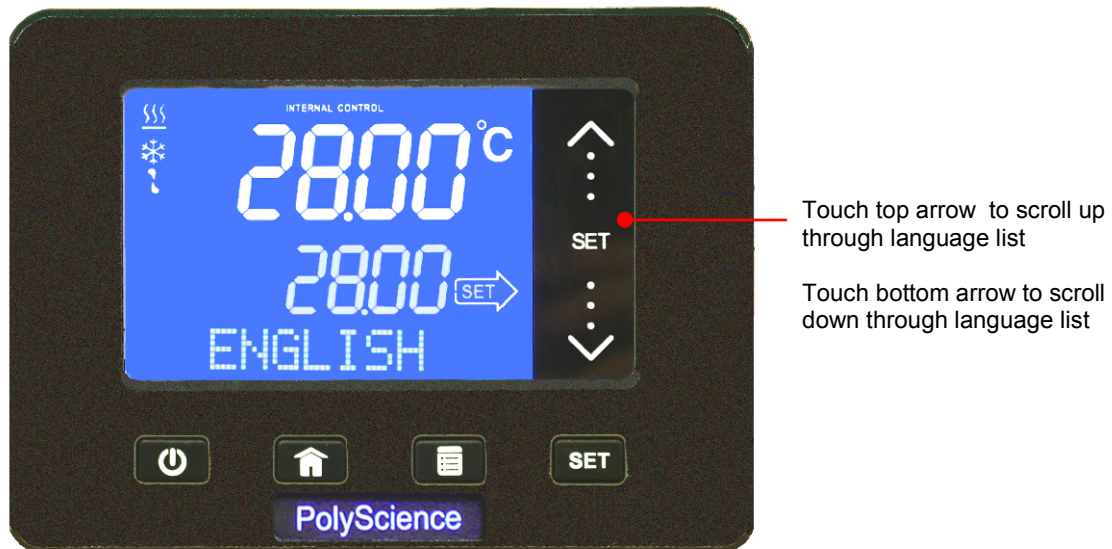 INTERNAL CONTROL
28.00°C
28.00 SET
ENGLISH
SET
Touch top arrow to scroll up
through language list
Touch bottom arrow to scroll
down through language list
SET
PolyScience